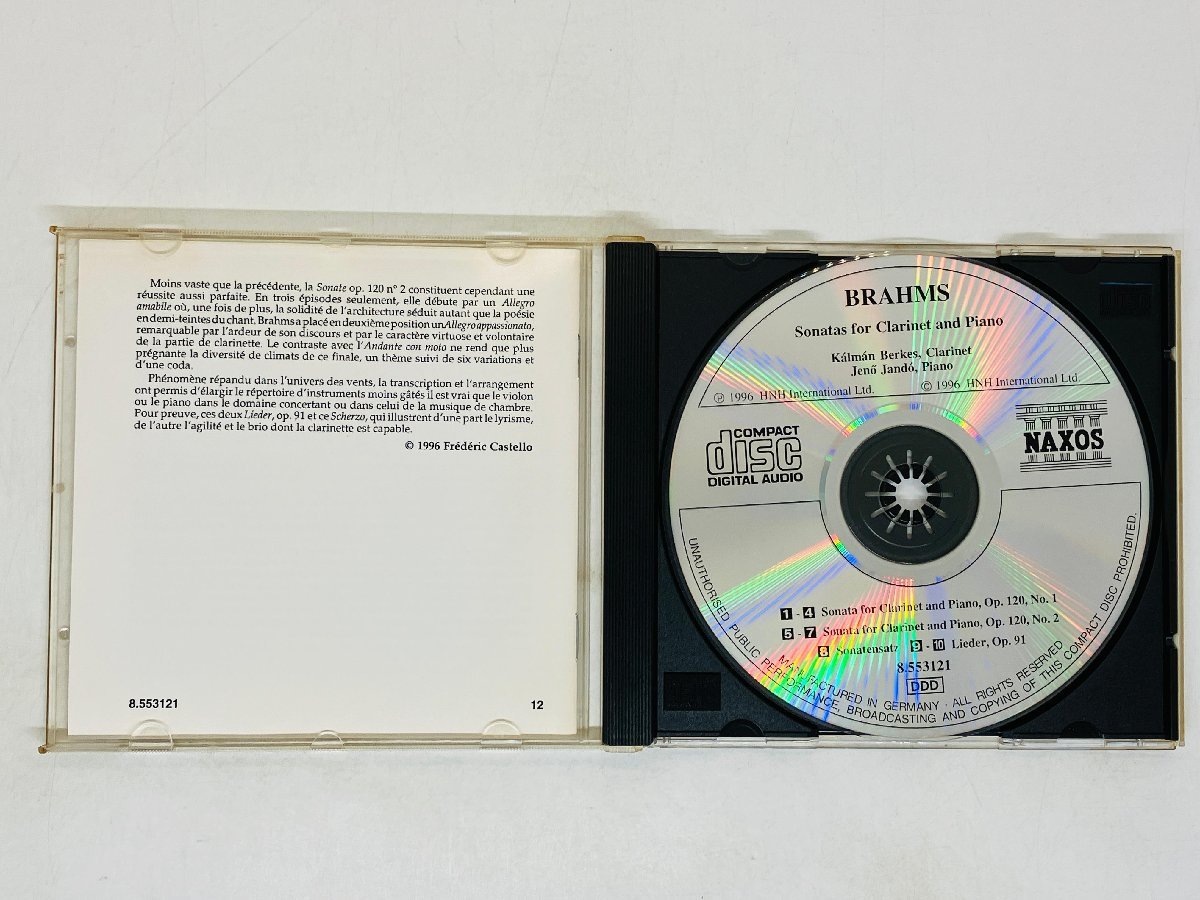 Moins vaste que la précédente, la Sonate op. 120 n° 2 constituent cependant une
réussite aussi parfaite. En trois épisodes seulement, elle débute par un Allegro
amabile où, une fois de plus, la solidité de l'architecture séduit autant que la poésie
en demi-teintes du chant. Brahms a placé en deuxième position un Allegro appassionato,
remarquable par l'ardeur de son discours et par le caractère virtuose et volontaire
de la partie de clarinette. Le contraste avec l'Andante con moto ne rend que plus
prégnante la diversité de climats de ce finale, un thème suivi de six variations et
d'une coda.
Phénomène répandu dans l'univers des vents, la transcription et l'arrangement
ont permis d'élargir le répertoire d'instruments moins gâtés il est vrai que le violon
ou le piano dans le domaine concertant ou dans celui de la musique de chambre.
Pour preuve, ces deux Lieder, op. 91 et ce Scherzo, qui illustrent d'une part le lyrisme,
de l'autre l'agilité et le brio dont la clarinette est capable.
© 1996 Frédéric Castello
8.553121
12
BRAHMS
Sonatas for Clarinet and Piano
Kálmán Berkes, Clarinet
Jenő Jandó, Piano
℗ 1996 HNH International Ltd.
© 1996 HNH International Ltd.
COMPACT
disc
DIGITAL AUDIO
NAXOS
1 - 4 Sonata for Clarinet and Piano, Op. 120, No. 1
5 - 7 Sonata for Clarinet and Piano, Op. 120, No. 2
8 Sonatensatz 9 - 10 Lieder, Op. 91
8.553121
DDD
MANUFACTURED IN GERMANY · ALL RIGHTS RESERVED
UNAUTHORISED PUBLIC PERFORMANCE, BROADCASTING AND COPYING OF THIS COMPACT DISC PROHIBITED.